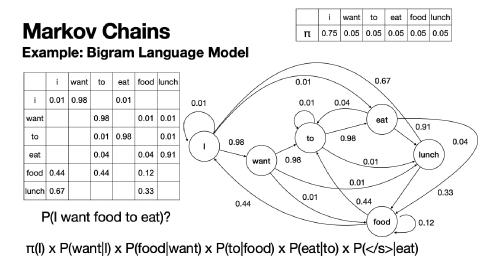 Markov Chains
Example: Bigram Language Model
i want to eat food lunch
π 0.75 0.05 0.05 0.05 0.05 0.05
i want to eat food lunch
i 0.01 0.98 0.01
want 0.98 0.01 0.01
to 0.01 0.98 0.01
eat 0.04 0.04 0.91
food 0.44 0.44 0.12
lunch 0.67 0.33
0.67
0.01
0.01
0.01
0.04
eat
0.91
0.04
I
0.98
to
0.98
want
0.98
0.01
lunch
0.01
0.44
0.01
0.44
0.33
food
0.12
P(I want food to eat)?
π(I) x P(want|I) x P(food|want) x P(to|food) x P(eat|to) x P(</s>|eat)